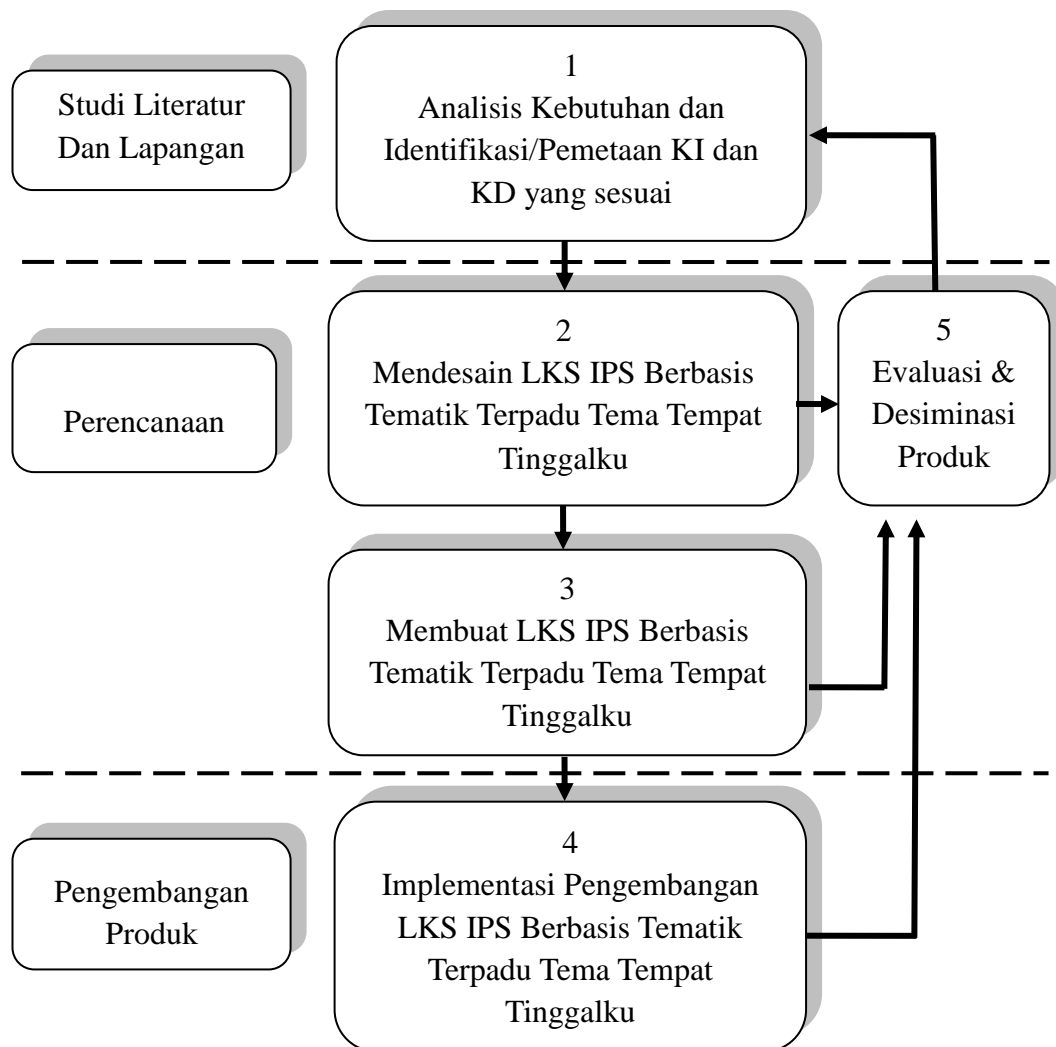 Studi Literatur
Dan Lapangan
1
Analisis Kebutuhan dan
Identifikasi/Pemetaan KI dan
KD yang sesuai
Perencanaan
2
Mendesain LKS IPS Berbasis
Tematik Terpadu Tema Tempat
Tinggalku
5
Evaluasi &
Desiminasi
Produk
3
Membuat LKS IPS Berbasis
Tematik Terpadu Tema Tempat
Tinggalku
Pengembangan
Produk
4
Implementasi Pengembangan
LKS IPS Berbasis Tematik
Terpadu Tema Tempat
Tinggalku